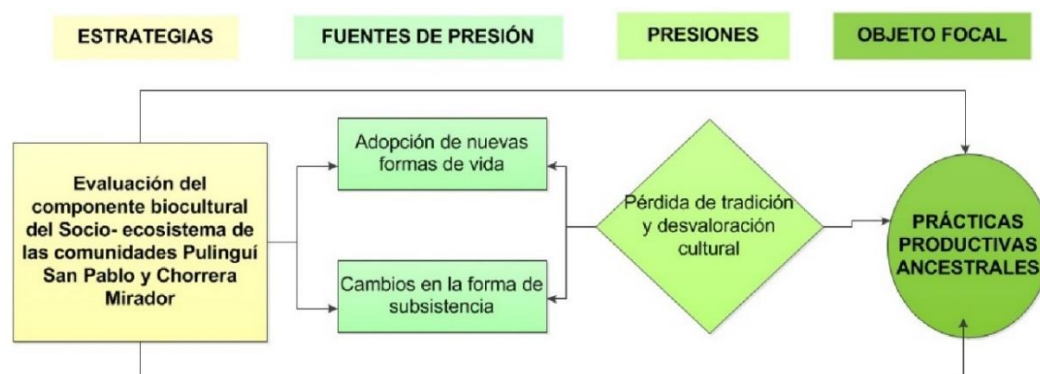 ESTRATEGIAS
FUENTES DE PRESIÓN
PRESIONES
OBJETO FOCAL
Evaluación del
componente biocultural
del Socio- ecosistema de
las comunidades Pulinguí
San Pablo y Chorrera
Mirador
Adopción de nuevas
formas de vida
Cambios en la forma de
subsistencia
Pérdida de tradición
y desvaloración
cultural
PRÁCTICAS
PRODUCTIVAS
ANCESTRALES